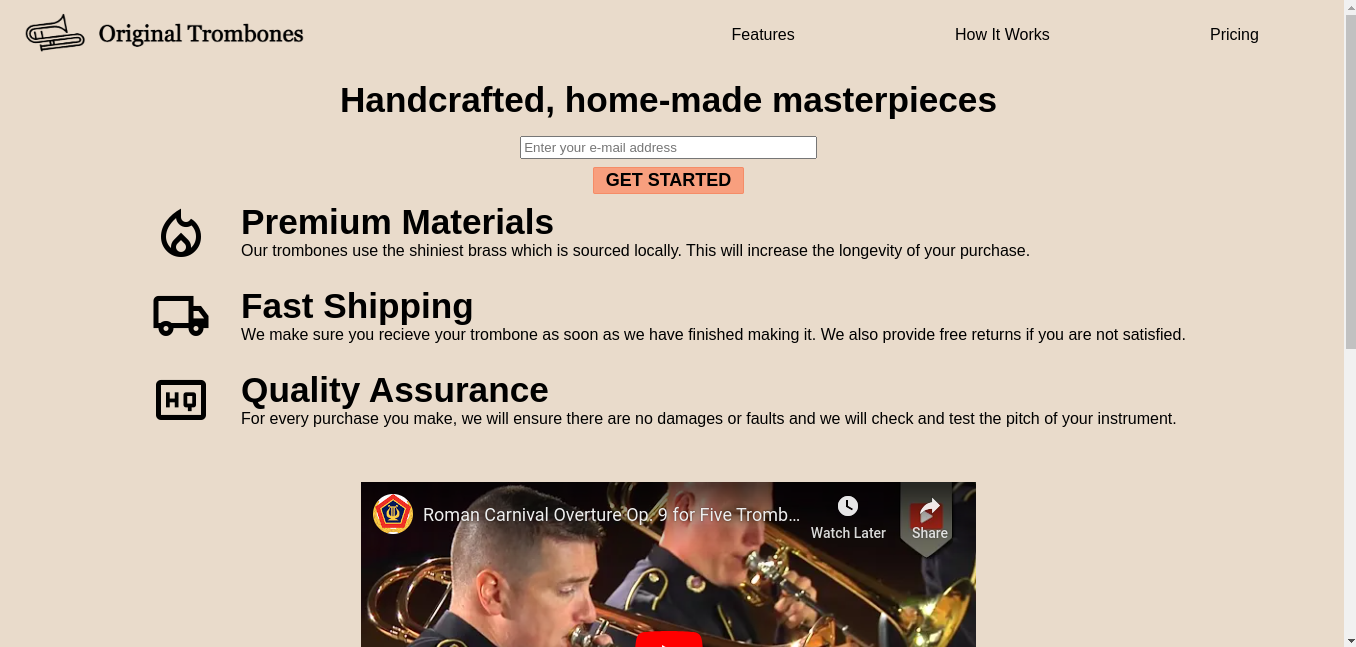 Original Trombones
Features
How It Works
Pricing
Handcrafted, home-made masterpieces
Enter your e-mail address
GET STARTED
Premium Materials
Our trombones use the shiniest brass which is sourced locally. This will increase the longevity of your purchase.
Fast Shipping
We make sure you recieve your trombone as soon as we have finished making it. We also provide free returns if you are not satisfied.
HQ
Quality Assurance
For every purchase you make, we will ensure there are no damages or faults and we will check and test the pitch of your instrument.
Roman Carnival Overture Op. 9 for Five Tromb...
Watch Later
Share